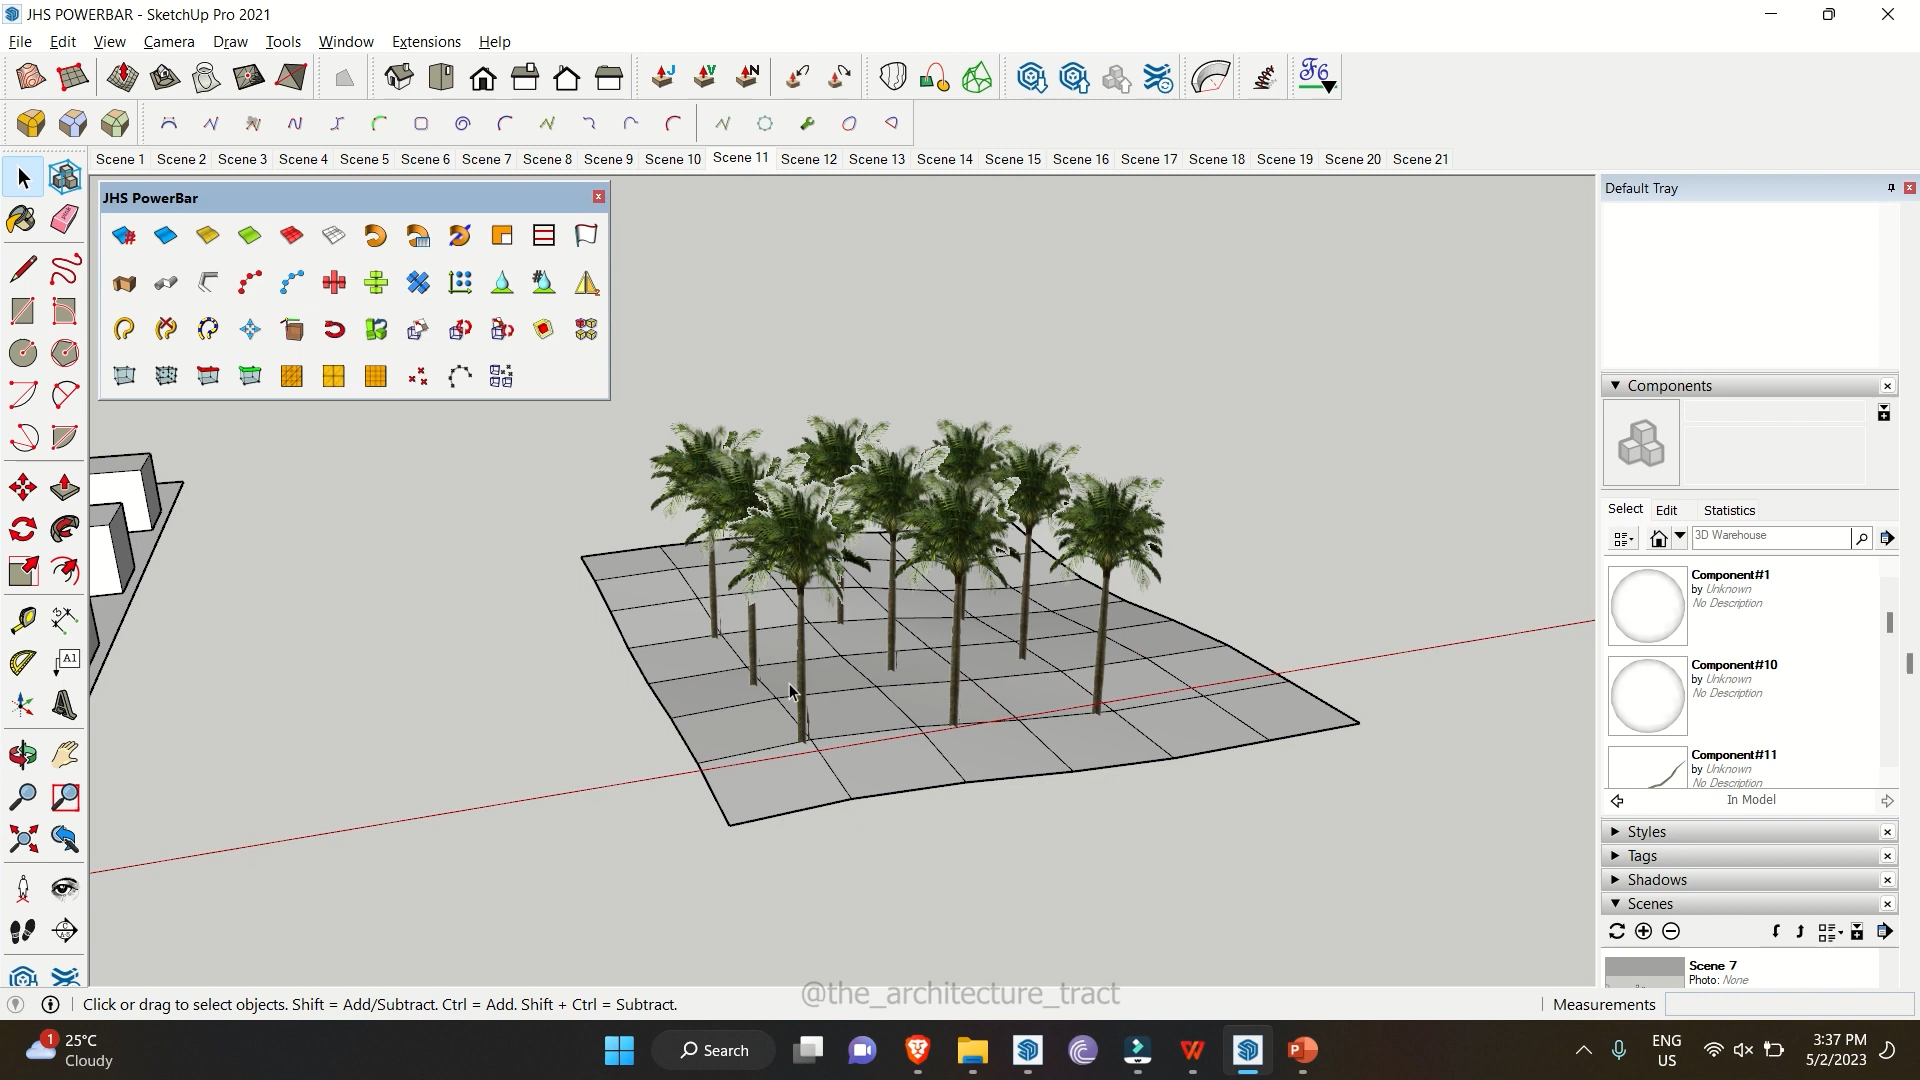 JHS POWERBAR - SketchUp Pro 2021
File Edit View Camera Draw Tools Window Extensions Help
J V N F6
Scene 1 Scene 2 Scene 3 Scene 4 Scene 5 Scene 6 Scene 7 Scene 8 Scene 9 Scene 10 Scene 11 Scene 12 Scene 13 Scene 14 Scene 15 Scene 16 Scene 17 Scene 18 Scene 19 Scene 20 Scene 21
JHS PowerBar
Default Tray
Components
Select Edit Statistics
3D Warehouse
Component#1
by Unknown
No Description
Component#10
by Unknown
No Description
Component#11
by Unknown
No Description
In Model
Styles
Tags
Shadows
Scenes
Scene 7
Photo: None
A1
@the_architecture_tract
Click or drag to select objects. Shift = Add/Subtract. Ctrl = Add. Shift + Ctrl = Subtract.
Measurements
1
25°C
Cloudy
Search
ENG
US
3:37 PM
5/2/2023